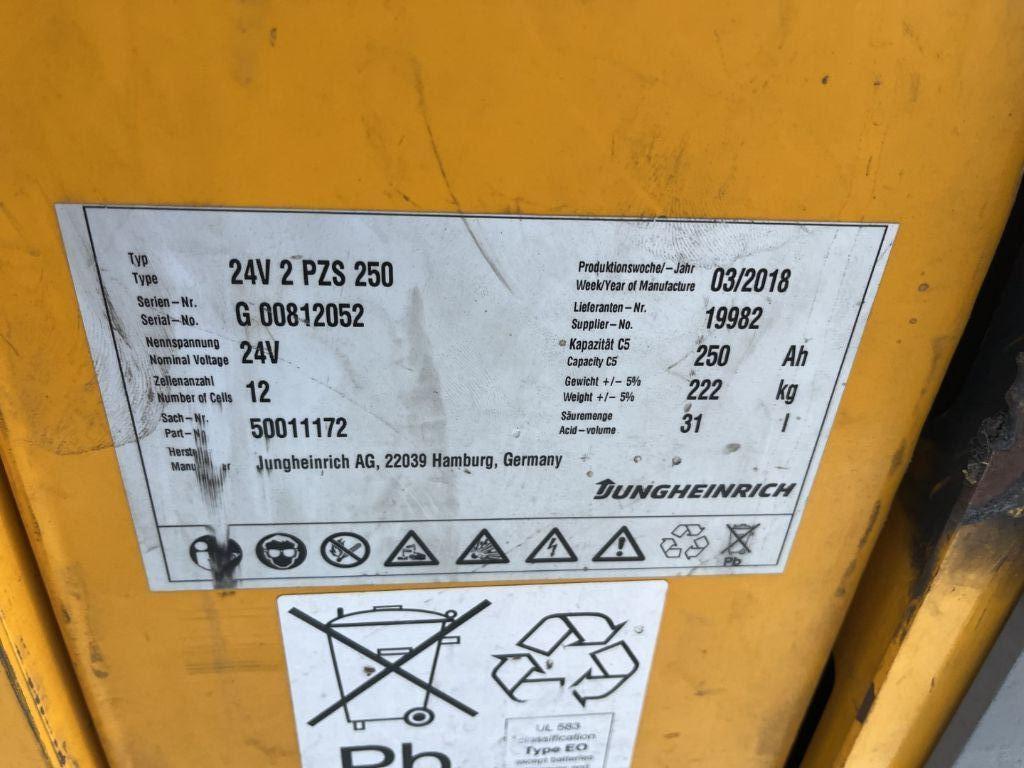 Typ
Type 24V 2 PZS 250
Serien-Nr.
Serial-No. G 00812052
Nennspannung
Nominal Voltage 24V
Zellenanzahl
Number of Cells 12
Sach-Nr.
Part- 50011172
Jungheinrich AG, 22039 Hamburg, Germany
Produktionswoche/-Jahr
Week/Year of Manufacture 03/2018
Lieferanten-Nr.
Supplier-No. 19982
Kapazität C5
Capacity C5 250 Ah
Gewicht +/- 5%
Weight +/- 5% 222 kg
Säuremenge
Acid-volume 31 l
JUNGHEINRICH
Pb
Pb
UL 583
classification
Type EO
except batteries